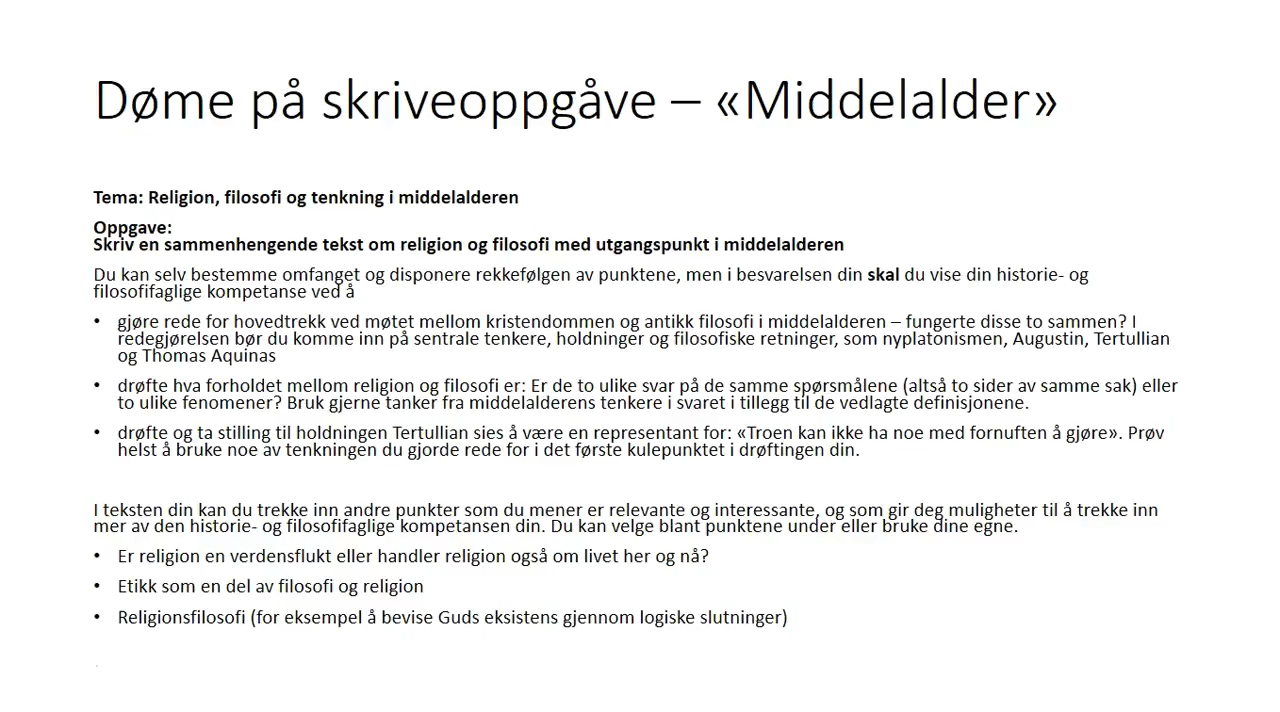 Døme på skriveoppgåve – «Middelalder»
Tema: Religion, filosofi og tenkning i middelalderen
Oppgave:
Skriv en sammenhengende tekst om religion og filosofi med utgangspunkt i middelalderen
Du kan selv bestemme omfanget og disponere rekkefølgen av punktene, men i besvarelsen din skal du vise din historie- og
filosofifaglige kompetanse ved å
• gjøre rede for hovedtrekk ved møtet mellom kristendommen og antikk filosofi i middelalderen – fungerte disse to sammen? I
redegjørelsen bør du komme inn på sentrale tenkere, holdninger og filosofiske retninger, som nyplatonismen, Augustin, Tertullian
og Thomas Aquinas
• drøfte hva forholdet mellom religion og filosofi er: Er de to ulike svar på de samme spørsmålene (altså to sider av samme sak) eller
to ulike fenomener? Bruk gjerne tanker fra middelalderens tenkere i svaret i tillegg til de vedlagte definisjonene.
• drøfte og ta stilling til holdningen Tertullian sies å være en representant for: «Troen kan ikke ha noe med fornuften å gjøre». Prøv
helst å bruke noe av tenkningen du gjorde rede for i det første kulepunktet i drøftingen din.
I teksten din kan du trekke inn andre punkter som du mener er relevante og interessante, og som gir deg muligheter til å trekke inn
mer av den historie- og filosofifaglige kompetansen din. Du kan velge blant punktene under eller bruke dine egne.
• Er religion en verdensflukt eller handler religion også om livet her og nå?
• Etikk som en del av filosofi og religion
• Religionsfilosofi (for eksempel å bevise Guds eksistens gjennom logiske slutninger)